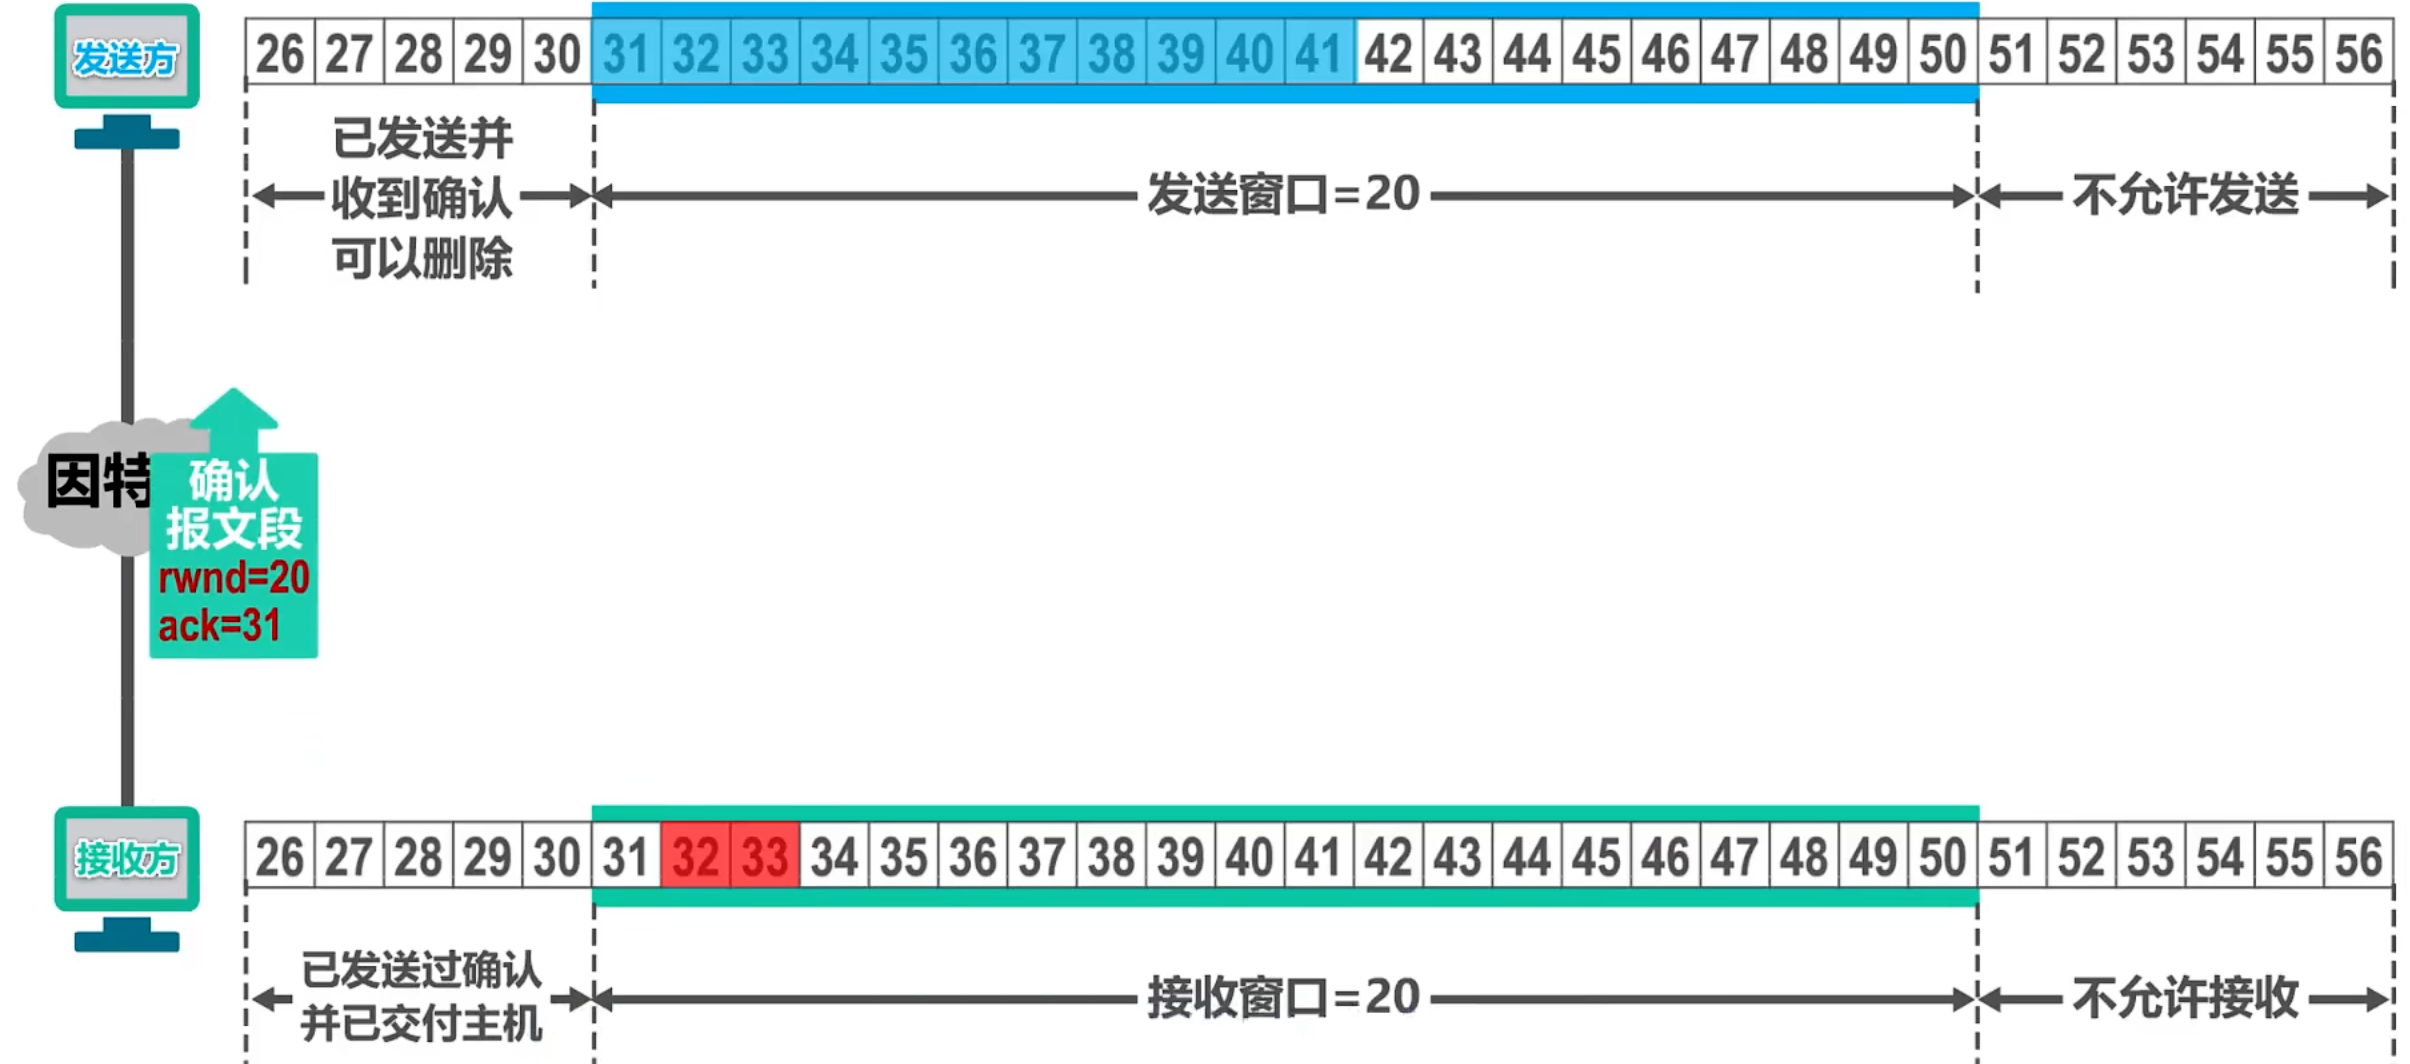 发送方
26 27 28 29 30 31 32 33 34 35 36 37 38 39 40 41 42 43 44 45 46 47 48 49 50 51 52 53 54 55 56
已发送并
收到确认
可以删除
发送窗口=20
不允许发送
因特
确认
报文段
rwnd=20
ack=31
接收方
26 27 28 29 30 31 32 33 34 35 36 37 38 39 40 41 42 43 44 45 46 47 48 49 50 51 52 53 54 55 56
已发送过确认
并已交付主机
接收窗口=20
不允许接收